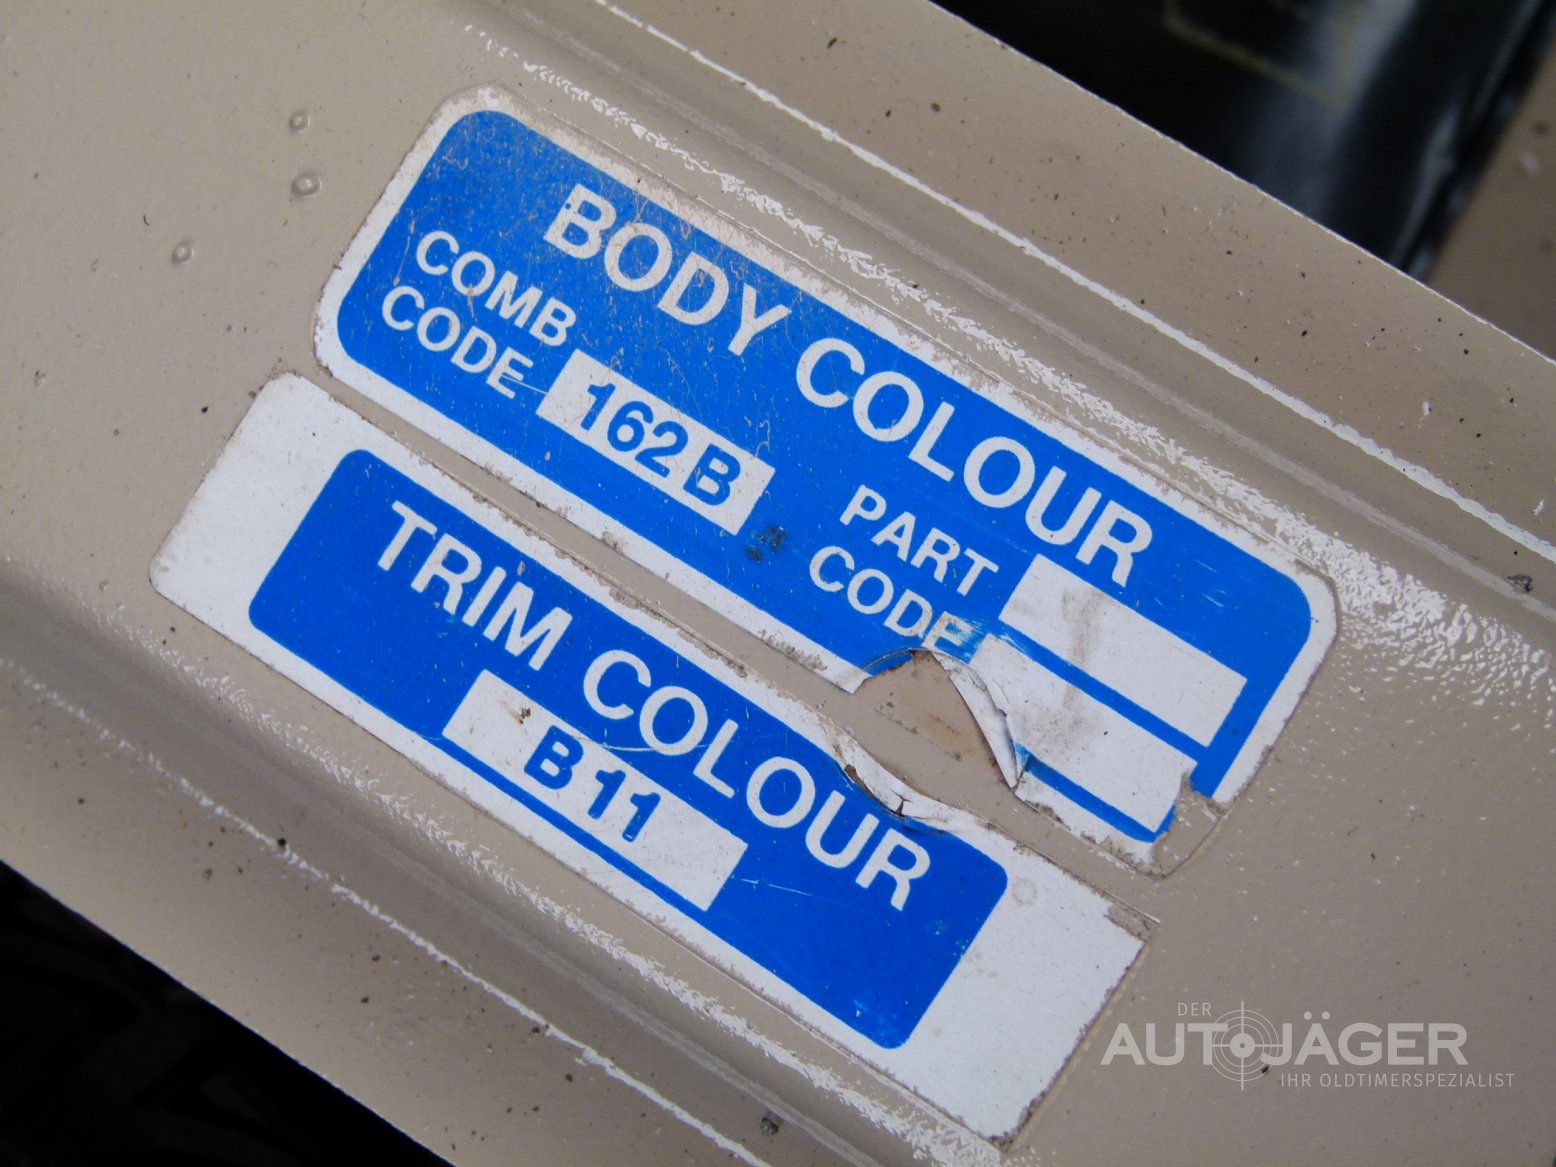 BODY COLOUR
COMB
CODE
162B
PART
CODE
TRIM COLOUR
B11
DER
AUTOJÄGER
IHR OLDTIMERSPEZIALIST